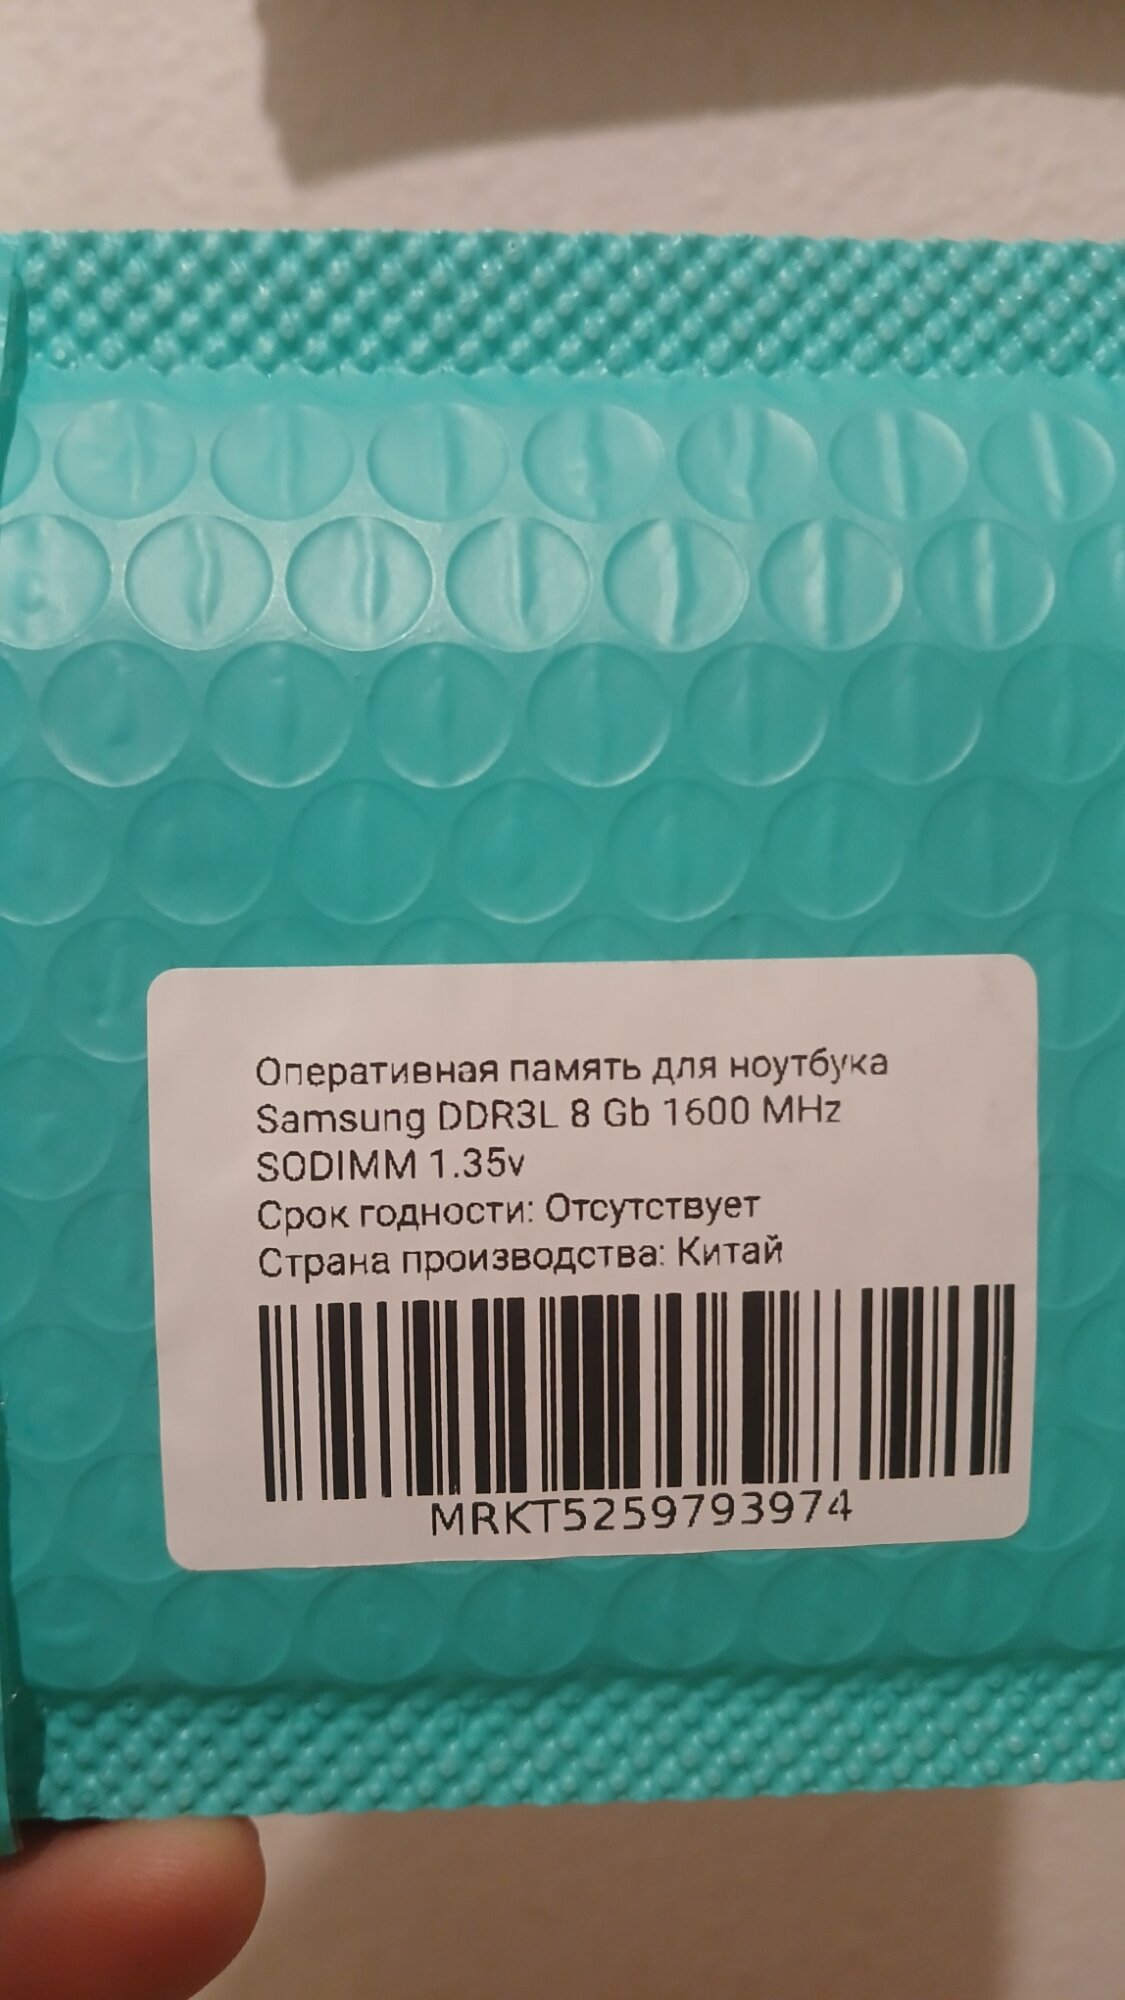 Оперативная память для ноутбука
Samsung DDR3L 8 Gb 1600 MHz
SODIMM 1.35v
Срок годности: Отсутствует
Страна производства: Китай
MRKT5259793974